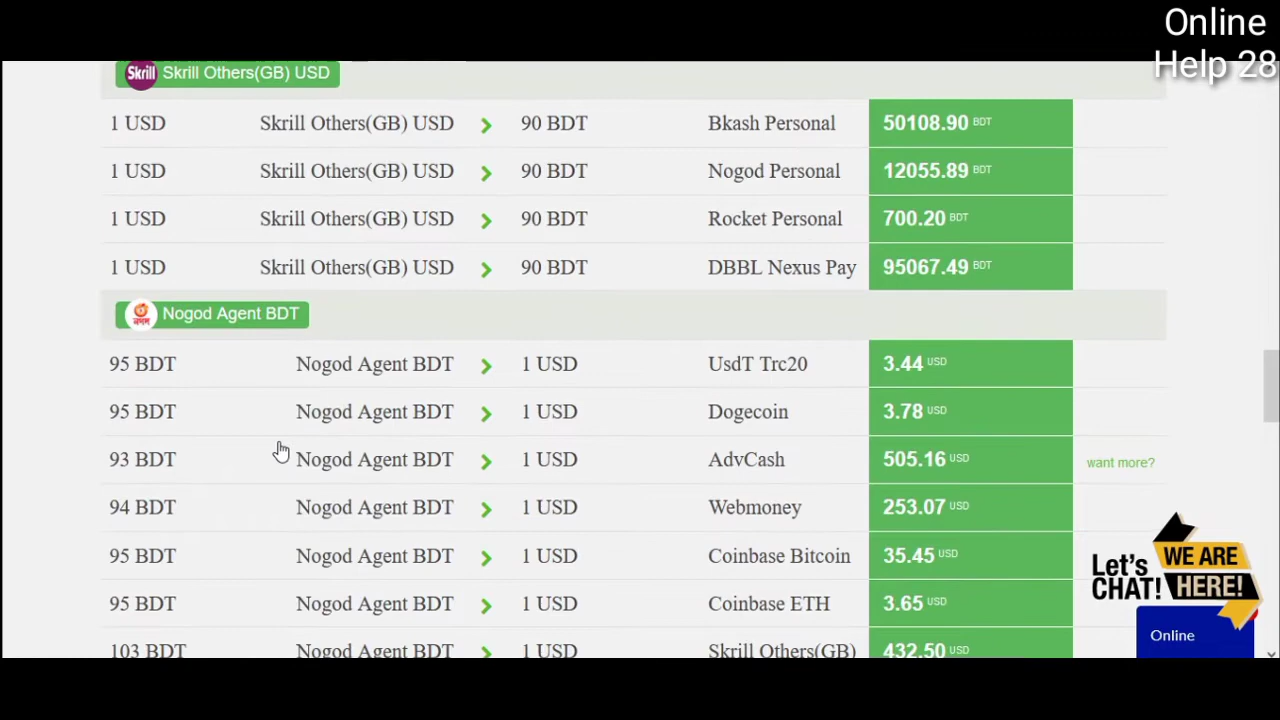 Online
Help 28
Skrill Skrill Others(GB) USD
1 USD Skrill Others(GB) USD 90 BDT Bkash Personal 50108.90 BDT
1 USD Skrill Others(GB) USD 90 BDT Nogod Personal 12055.89 BDT
1 USD Skrill Others(GB) USD 90 BDT Rocket Personal 700.20 BDT
1 USD Skrill Others(GB) USD 90 BDT DBBL Nexus Pay 95067.49 BDT
নগদ Nogod Agent BDT
95 BDT Nogod Agent BDT 1 USD UsdT Trc20 3.44 USD
95 BDT Nogod Agent BDT 1 USD Dogecoin 3.78 USD
93 BDT Nogod Agent BDT 1 USD AdvCash 505.16 USD want more?
94 BDT Nogod Agent BDT 1 USD Webmoney 253.07 USD
95 BDT Nogod Agent BDT 1 USD Coinbase Bitcoin 35.45 USD
95 BDT Nogod Agent BDT 1 USD Coinbase ETH 3.65 USD
103 BDT Nogod Agent BDT 1 USD Skrill Others(GB) 432.50 USD
Let's
CHAT!
WE ARE
HERE!
Online